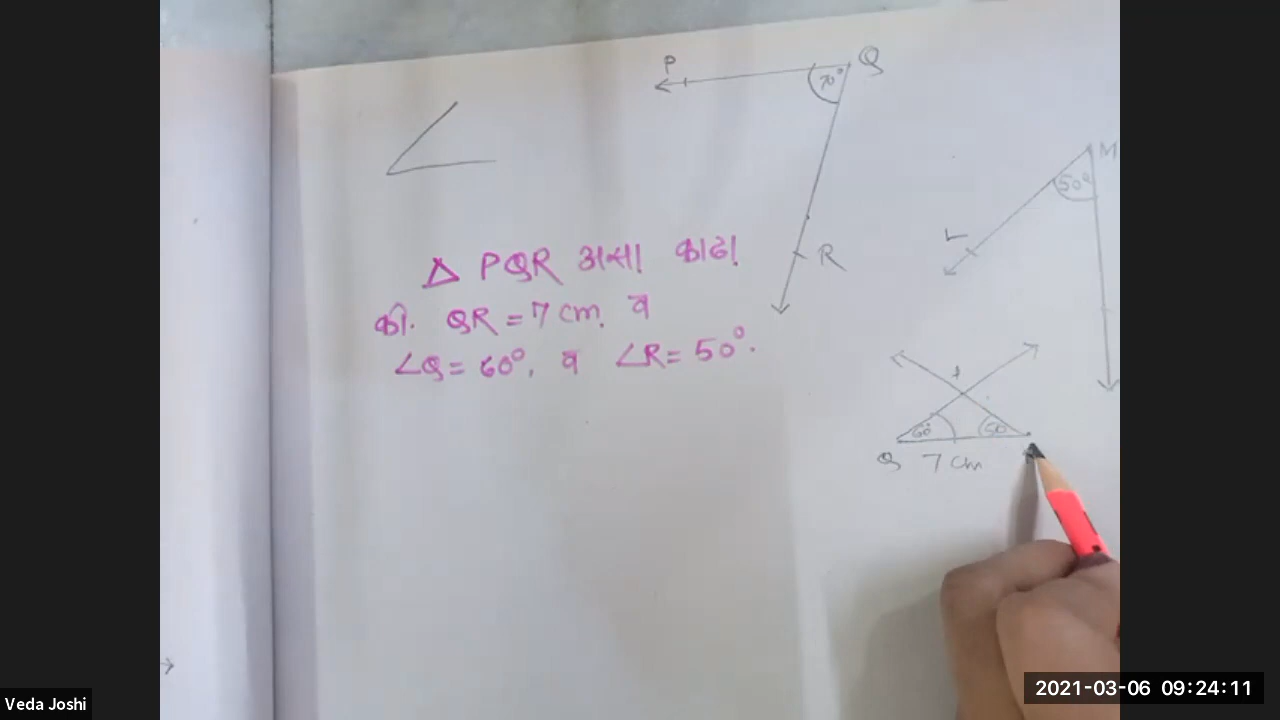 P
Q
70°
R
M
50°
L
Δ PQR असा काढा
की. QR = 7 cm. व
∠Q = 60°. व ∠R = 50°.
60° 50
Q 7 cm
Veda Joshi
2021-03-06 09:24:11